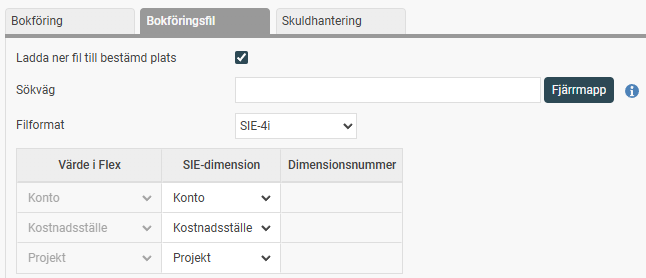 Bokföring Bokföringsfil Skuldhantering
Ladda ner fil till bestämd plats
Sökväg Fjärrmapp
Filformat SIE-4i
Värde i Flex SIE-dimension Dimensionsnummer
Konto Konto
Kostnadsställe Kostnadsställe
Projekt Projekt